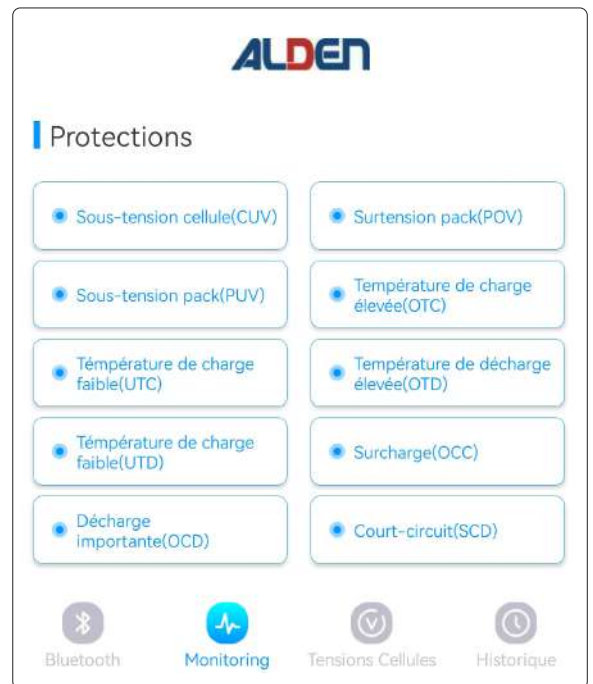 ALDEN
Protections
Sous-tension cellule(CUV)
Surtension pack(POV)
Sous-tension pack(PUV)
Température de charge
élevée(OTC)
Témpérature de charge
faible(UTC)
Température de décharge
élevée(OTD)
Témpérature de charge
faible(UTD)
Surcharge(OCC)
Décharge
importante(OCD)
Court-circuit(SCD)
Bluetooth
Monitoring
Tensions Cellules
Historique